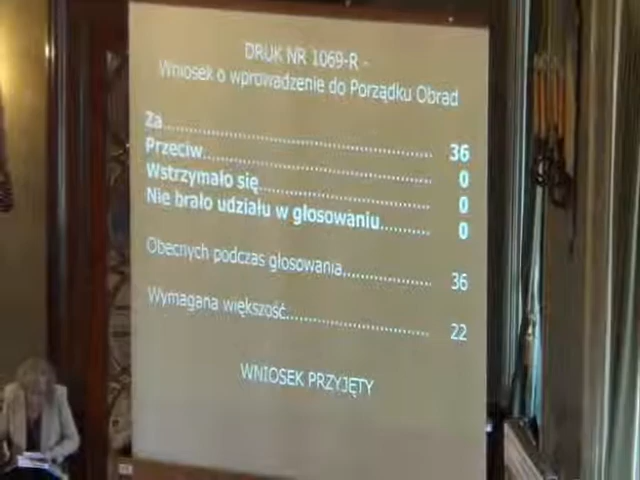 DRUK NR 1069-R -
Wniosek o wprowadzenie do Porządku Obrad
Za.................................................. 36
Przeciw........................................... 0
Wstrzymało się................................ 0
Nie brało udziału w głosowaniu......... 0
Obecnych podczas głosowania............... 36
Wymagana większość........................... 22
WNIOSEK PRZYJĘTY